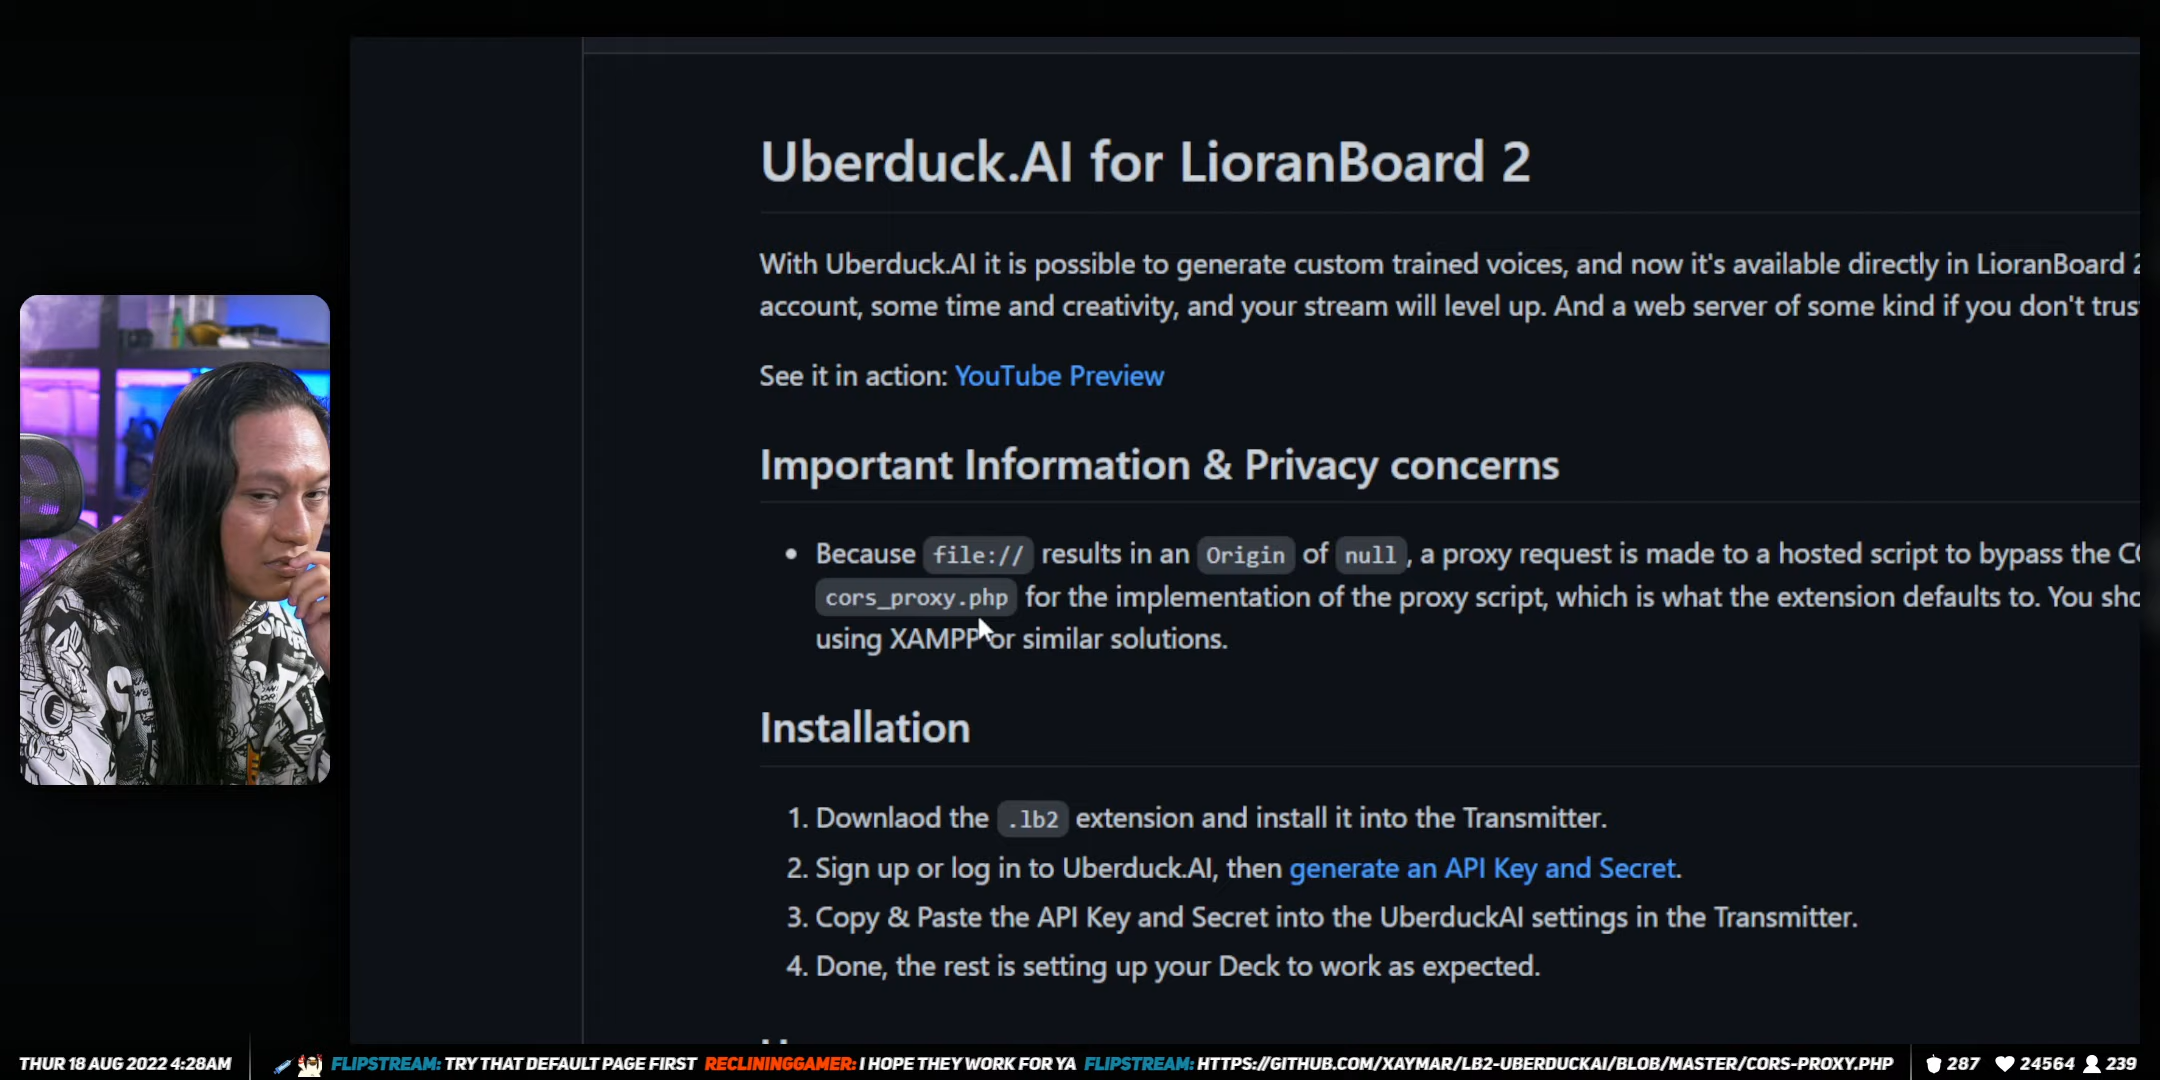 Uberduck.AI for LioranBoard 2
With Uberduck.AI it is possible to generate custom trained voices, and now it's available directly in LioranBoard 2
account, some time and creativity, and your stream will level up. And a web server of some kind if you don't trus
See it in action: YouTube Preview
Important Information & Privacy concerns
• Because file:// results in an Origin of null, a proxy request is made to a hosted script to bypass the CO
cors_proxy.php for the implementation of the proxy script, which is what the extension defaults to. You sho
using XAMPP or similar solutions.
Installation
1. Downlaod the .lb2 extension and install it into the Transmitter.
2. Sign up or log in to Uberduck.AI, then generate an API Key and Secret.
3. Copy & Paste the API Key and Secret into the UberduckAI settings in the Transmitter.
4. Done, the rest is setting up your Deck to work as expected.
THUR 18 AUG 2022 4:28AM FLIPSTREAM: TRY THAT DEFAULT PAGE FIRST RECLININGGAMER: I HOPE THEY WORK FOR YA FLIPSTREAM: HTTPS://GITHUB.COM/XAYMAR/LB2-UBERDUCKAI/BLOB/MASTER/CORS-PROXY.PHP 287 24564 239